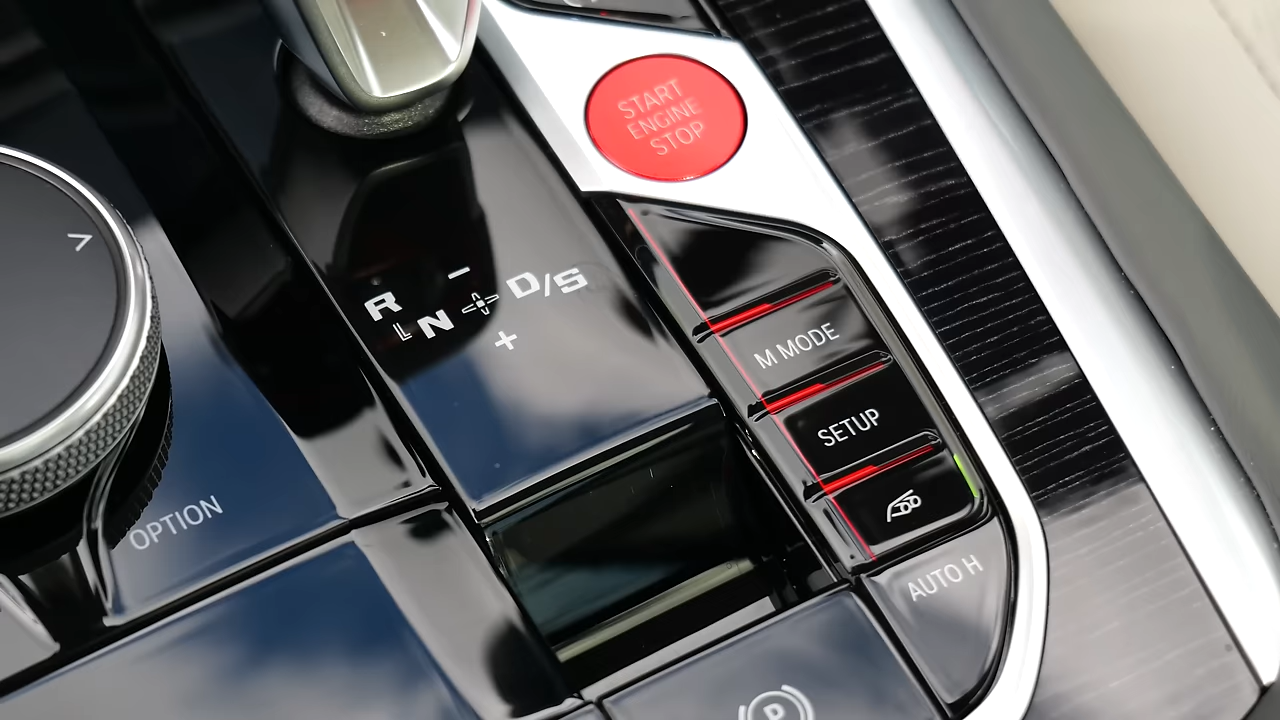 START
ENGINE
STOP
R
N
−
+
D/S
M MODE
SETUP
OPTION
AUTO H
P